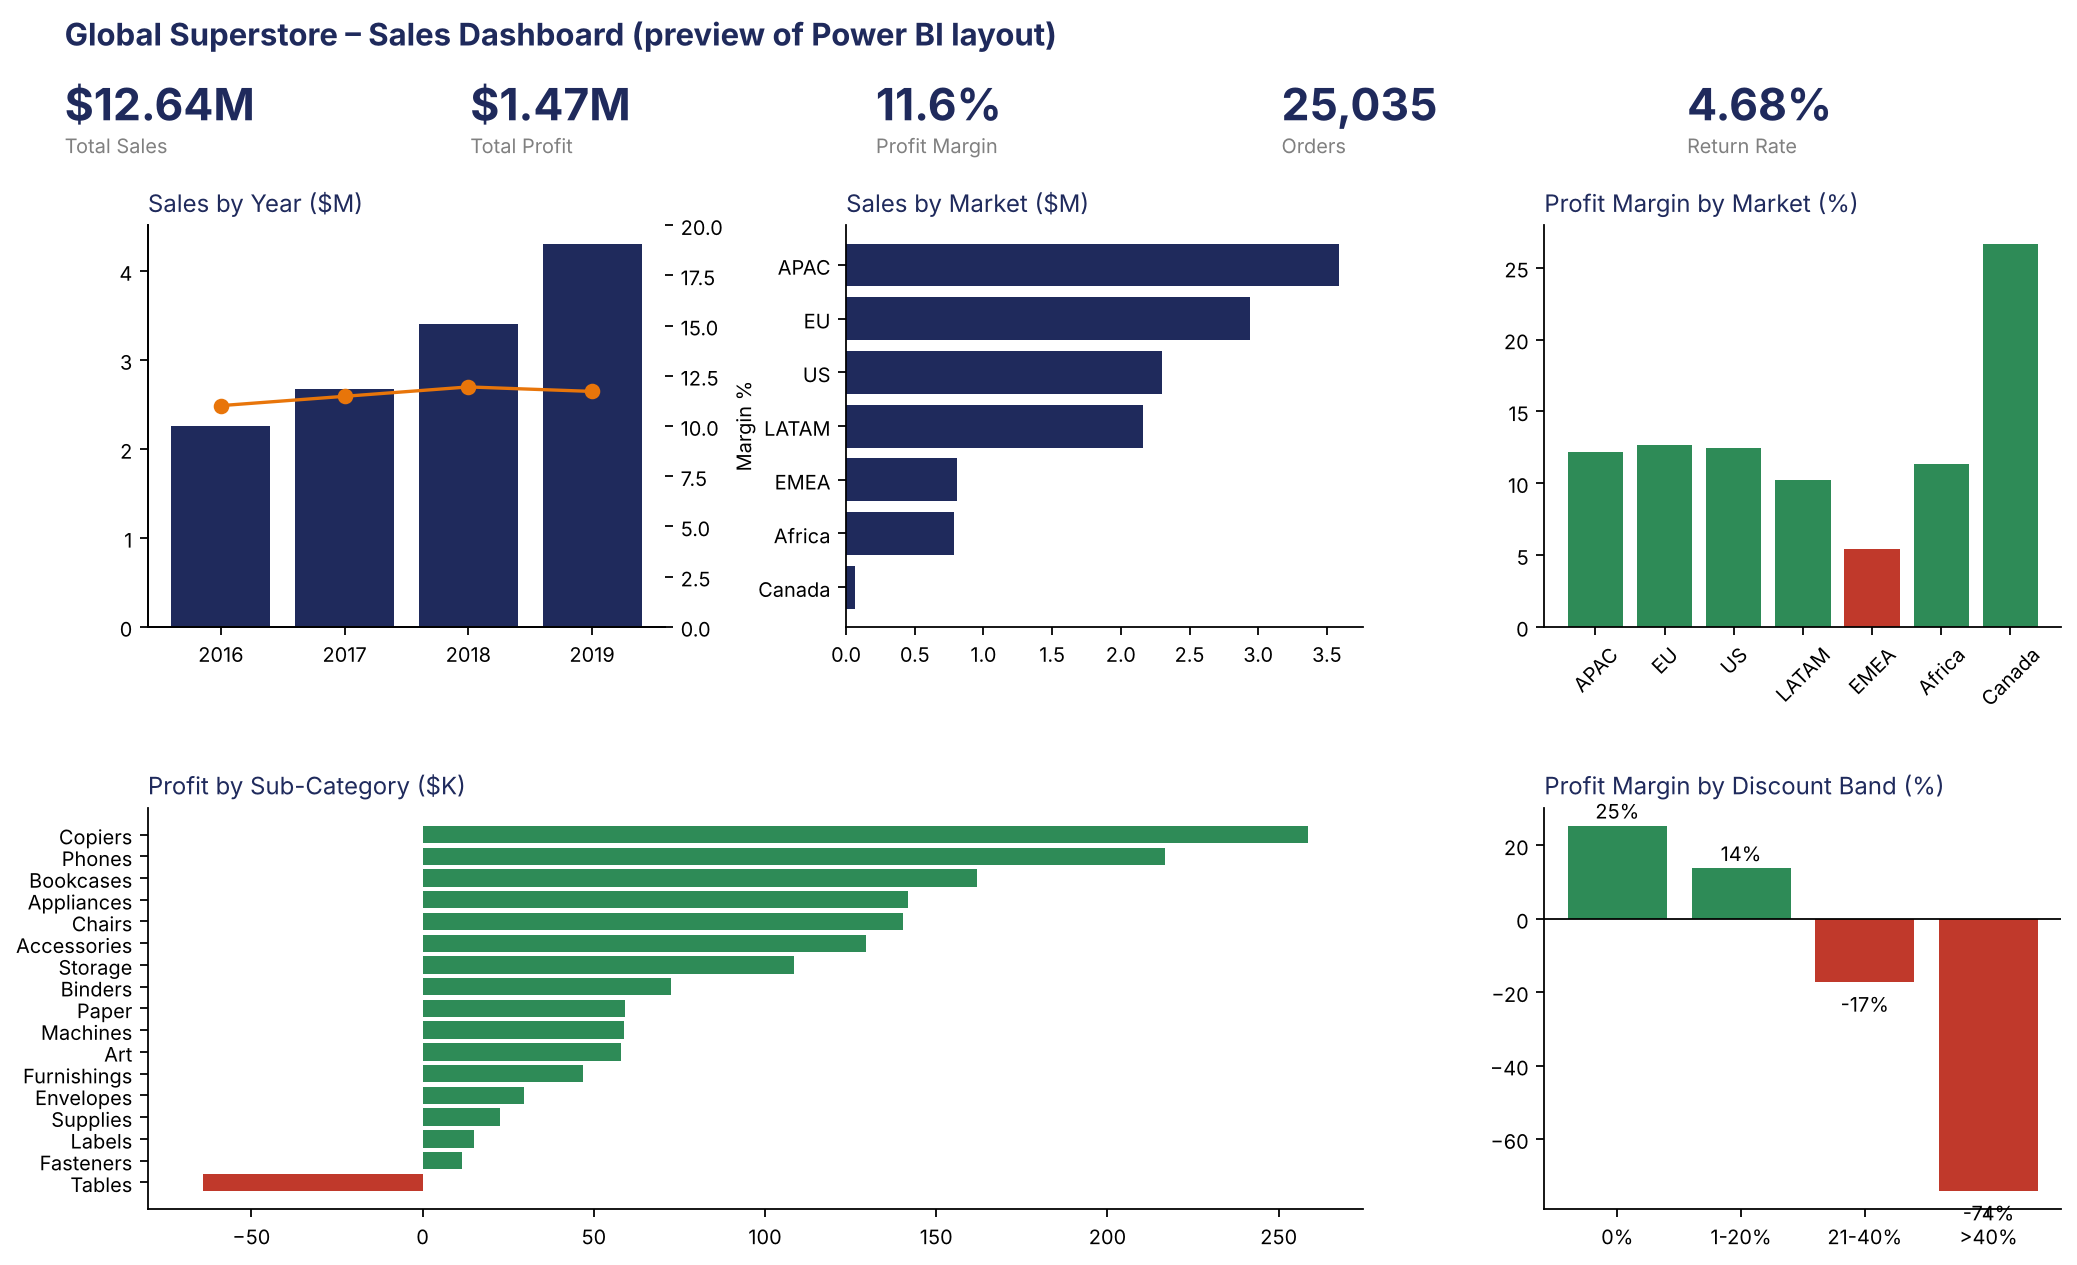 Global Superstore – Sales Dashboard (preview of Power BI layout)
$12.64M
Total Sales
$1.47M
Total Profit
11.6%
Profit Margin
25,035
Orders
4.68%
Return Rate
Sales by Year ($M)
4
3
2
1
0
20.0
17.5
15.0
12.5
10.0
7.5
5.0
2.5
0.0
Margin %
2016 2017 2018 2019
Sales by Market ($M)
APAC
EU
US
LATAM
EMEA
Africa
Canada
0.0 0.5 1.0 1.5 2.0 2.5 3.0 3.5
Profit Margin by Market (%)
25
20
15
10
5
0
APAC EU US LATAM EMEA Africa Canada
Profit by Sub-Category ($K)
Copiers
Phones
Bookcases
Appliances
Chairs
Accessories
Storage
Binders
Paper
Machines
Art
Furnishings
Envelopes
Supplies
Labels
Fasteners
Tables
−50 0 50 100 150 200 250
Profit Margin by Discount Band (%)
25%
14%
-17%
-74%
20
0
−20
−40
−60
0% 1-20% 21-40% >40%